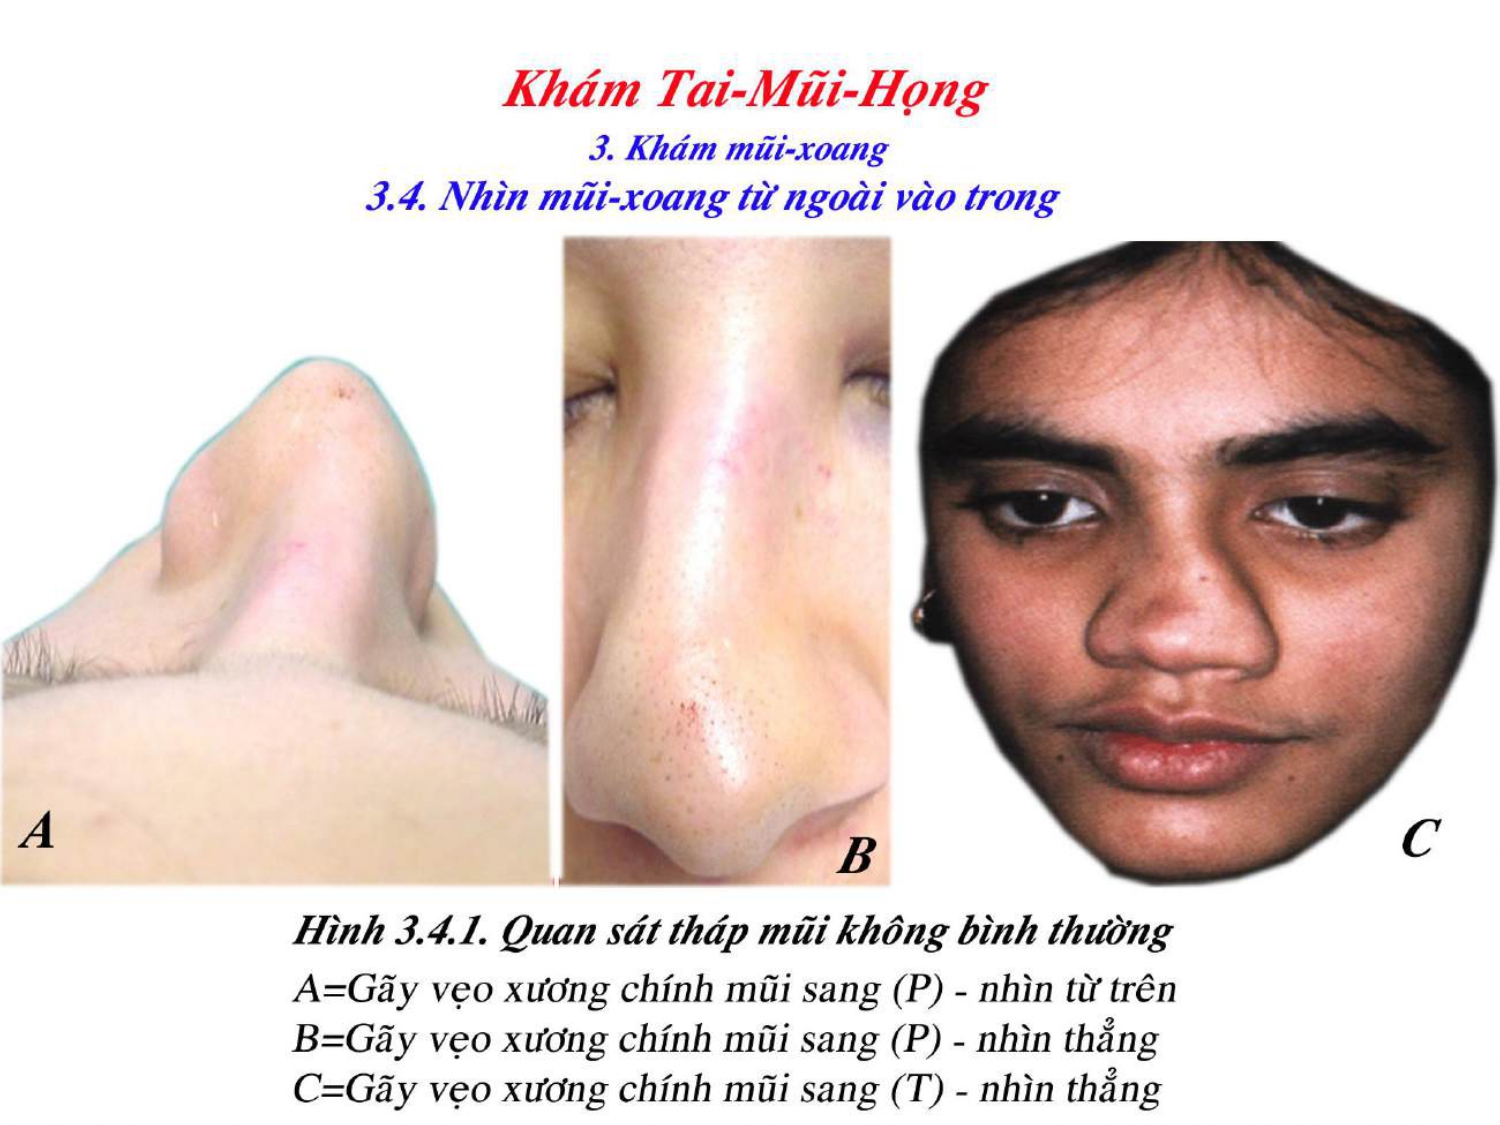 Khám Tai-Mũi-Họng
3. Khám mũi-xoang
3.4. Nhìn mũi-xoang từ ngoài vào trong
A
B
C
Hình 3.4.1. Quan sát tháp mũi không bình thường
A=Gãy vẹo xương chính mũi sang (P) - nhìn từ trên
B=Gãy vẹo xương chính mũi sang (P) - nhìn thẳng
C=Gãy vẹo xương chính mũi sang (T) - nhìn thẳng